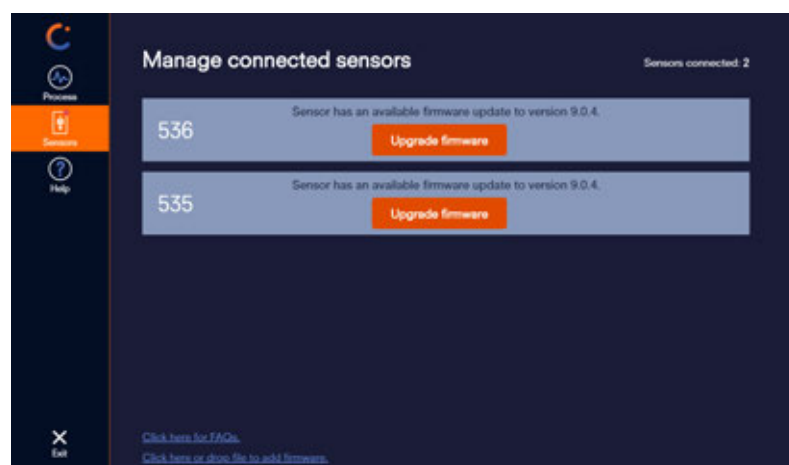 Manage connected sensors
Sensors connected: 2
Process
Sensors
Help
536
Sensor has an available firmware update to version 9.0.4.
Upgrade firmware
535
Sensor has an available firmware update to version 9.0.4.
Upgrade firmware
Exit
Click here for FAQs.
Click here or drop file to add firmware.